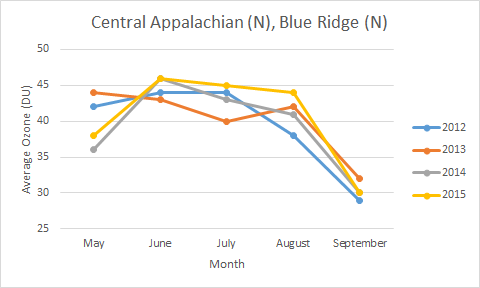 Central Appalachian (N), Blue Ridge (N)
50
45
40
35
30
25
Average Ozone (DU)
May June July August September
Month
2012
2013
2014
2015